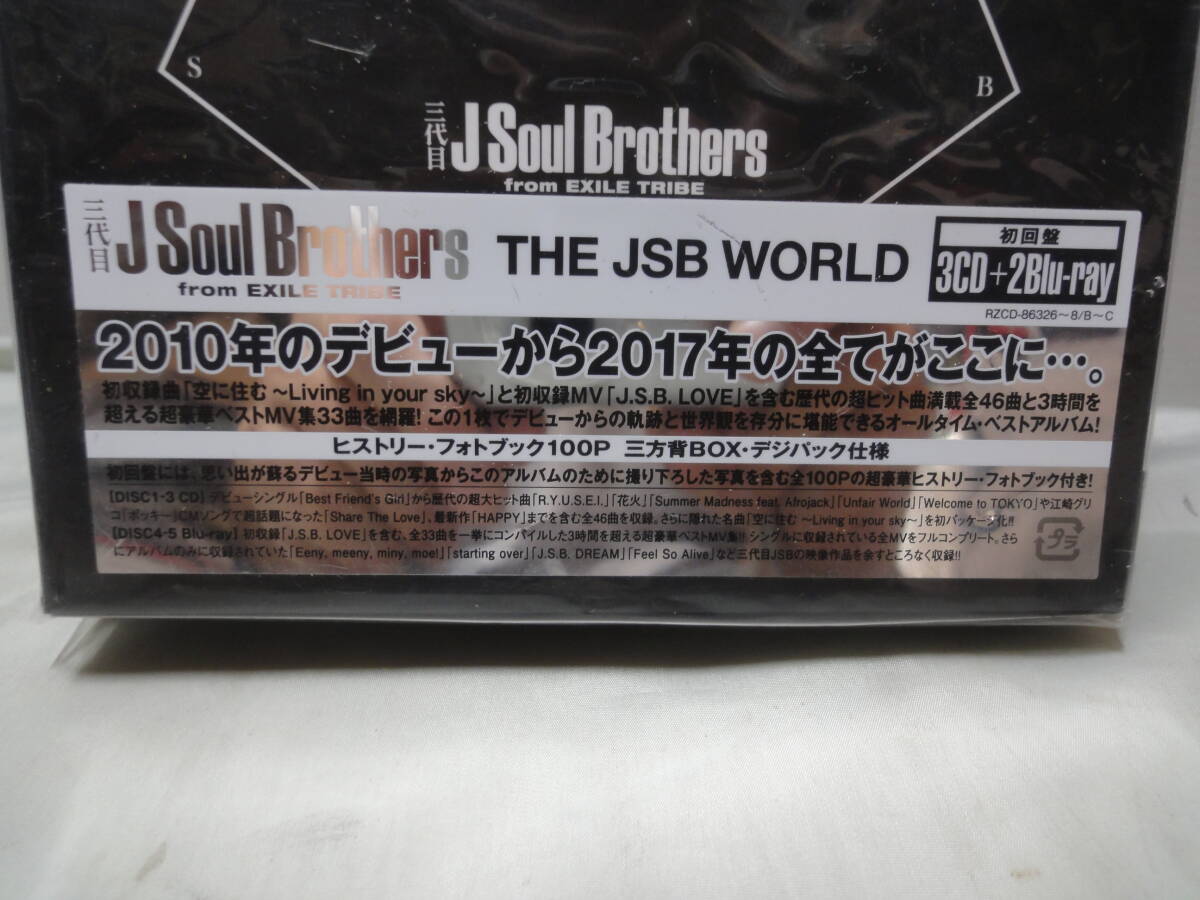 S
B
三代目 J Soul Brothers
from EXILE TRIBE
三代目 J Soul Brothers THE JSB WORLD
from EXILE TRIBE
初回盤
3CD+2Blu-ray
RZCD-86326~8/B~C
2010年のデビューから2017年の全てがここに…。
初収録曲「空に住む 〜Living in your sky〜」と初収録MV「J.S.B. LOVE」を含む歴代の超ヒット曲満載全46曲と3時間を
超える超豪華ベストMV集33曲を網羅! この1枚でデビューからの軌跡と世界観を存分に堪能できるオールタイム・ベストアルバム!
ヒストリー・フォトブック100P 三方背BOX・デジパック仕様
初回盤には、思い出が蘇るデビュー当時の写真からこのアルバムのために撮り下ろした写真を含む全100Pの超豪華ヒストリー・フォトブック付き!
[DISC1-3 CD] デビューシングル「Best Friend's Girl」から歴代の超大ヒット曲「R.Y.U.S.E.I.」「花火」「Summer Madness feat. Afrojack」「Unfair World」「Welcome to TOKYO」や江崎グリ
コ「ポッキー」CMソングで超話題になった「Share The Love」、最新作「HAPPY」までを含む全46曲を収録。さらに隠れた名曲「空に住む 〜Living in your sky〜」を初パッケージ化!!
[DISC4-5 Blu-ray] 初収録「J.S.B. LOVE」を含む、全33曲を一挙にコンパイルした3時間を超える超豪華ベストMV集!! シングルに収録されている全MVをフルコンプリート。さら
にアルバムのみに収録されていた「Eeny, meeny, miny, moe!」「starting over」「J.S.B. DREAM」「Feel So Alive」など三代目JSBの映像作品を余すところなく収録!!
プラ